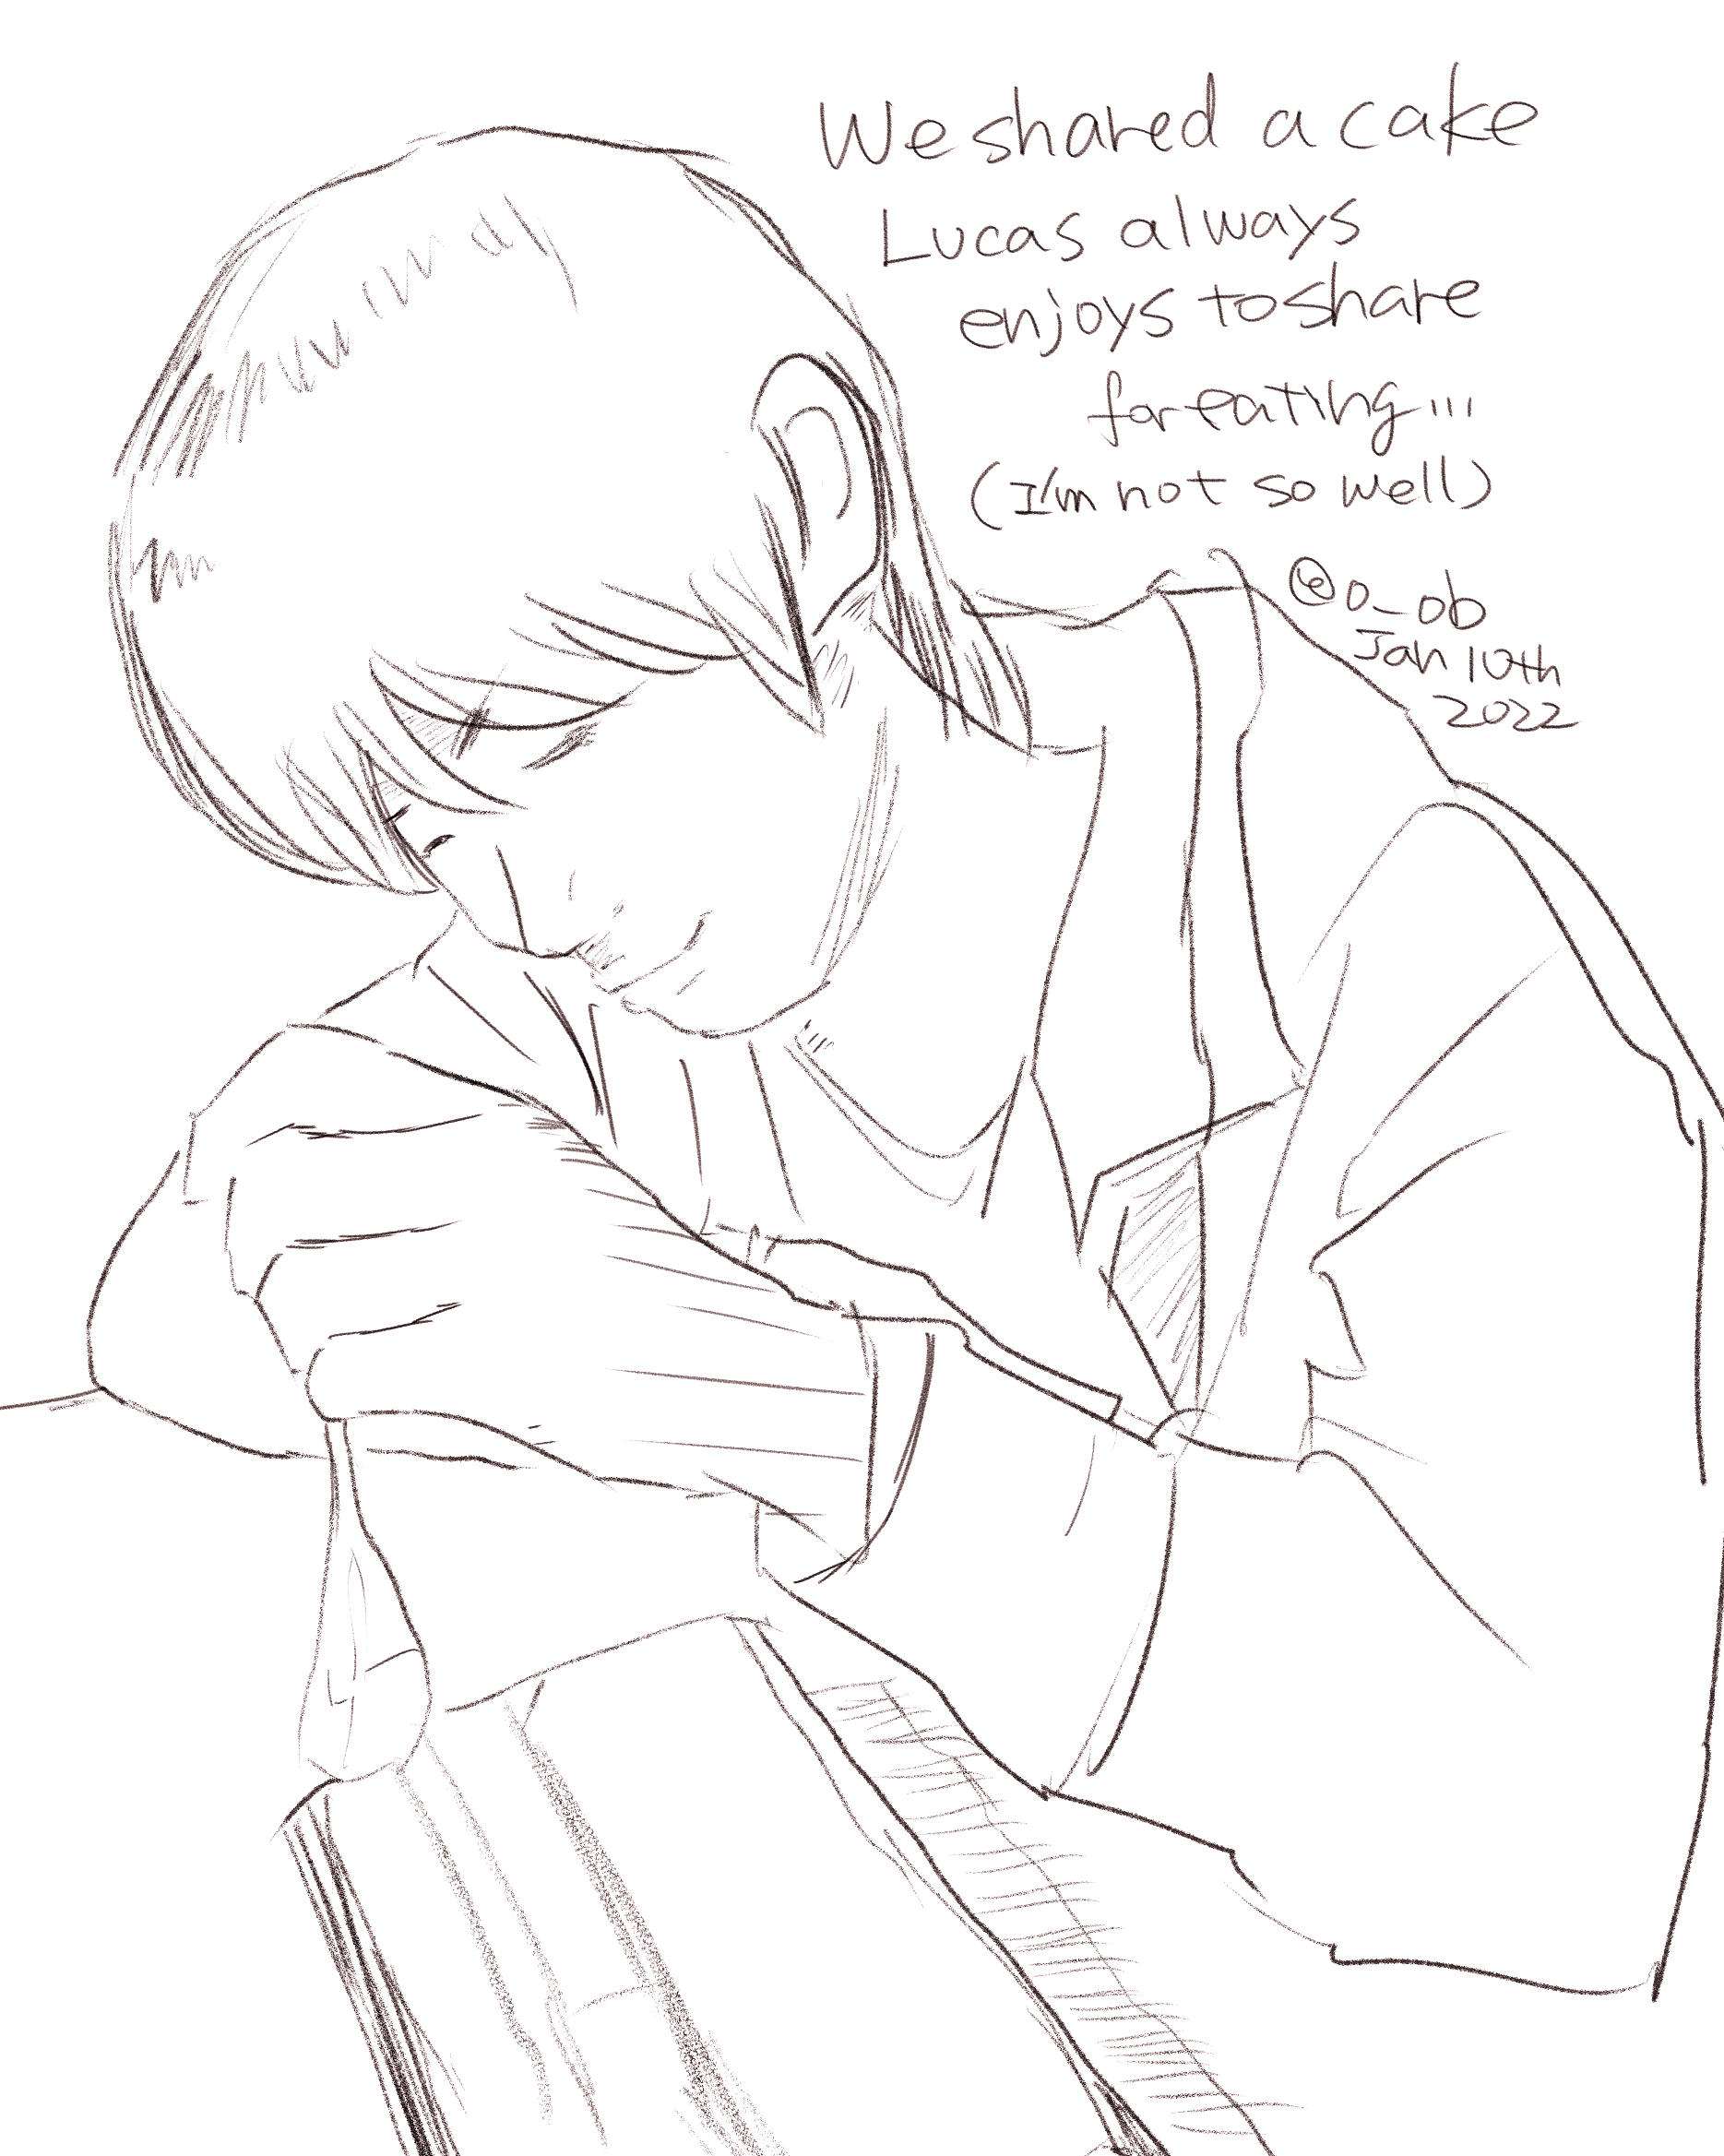 We shared a cake
Lucas always
enjoys to share
for eating...
(I'm not so well)
@o_ob
Jan 10th
2022